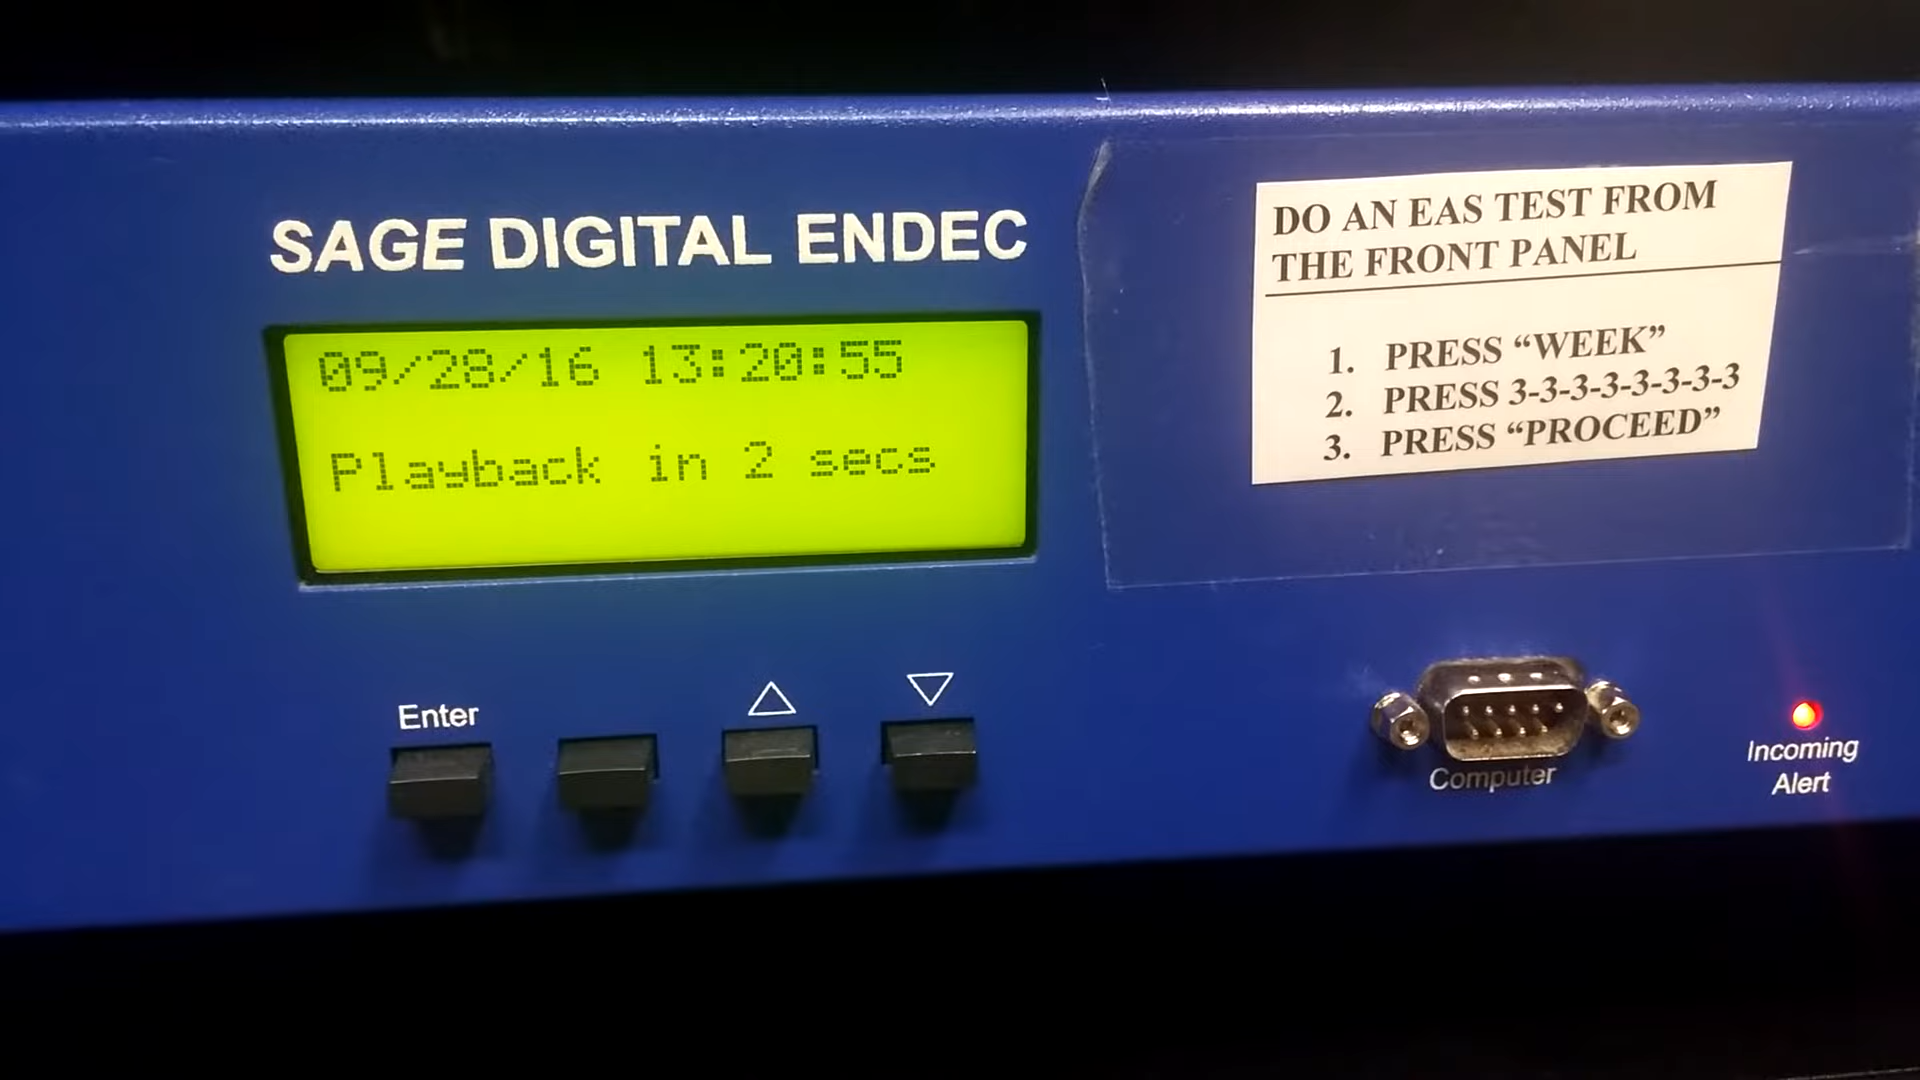 SAGE DIGITAL ENDEC
09/28/16 13:20:55
Playback in 2 secs
Enter
DO AN EAS TEST FROM
THE FRONT PANEL
1. PRESS “WEEK”
2. PRESS 3-3-3-3-3-3-3-3
3. PRESS “PROCEED”
Computer
Incoming
Alert